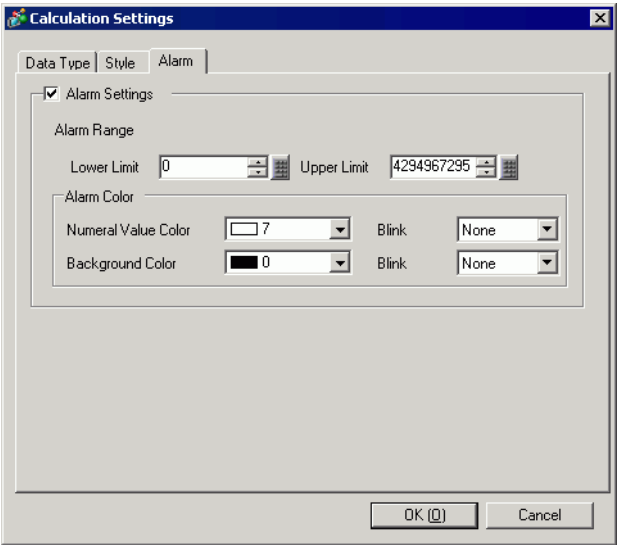 Calculation Settings
Data Type Style Alarm
Alarm Settings
Alarm Range
Lower Limit 0 Upper Limit 4294967295
Alarm Color
Numeral Value Color 7 Blink None
Background Color 0 Blink None
OK (O) Cancel